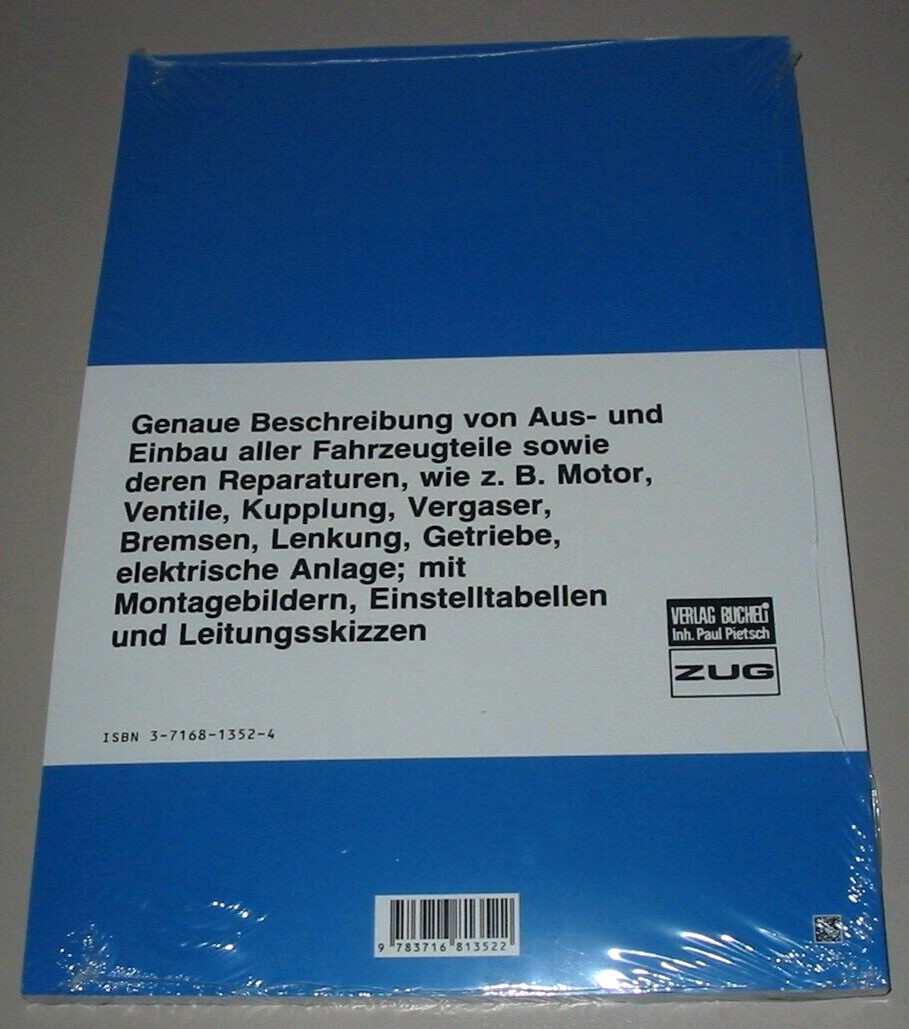 Genaue Beschreibung von Aus- und
Einbau aller Fahrzeugteile sowie
deren Reparaturen, wie z. B. Motor,
Ventile, Kupplung, Vergaser,
Bremsen, Lenkung, Getriebe,
elektrische Anlage; mit
Montagebildern, Einstelltabellen
und Leitungsskizzen
VERLAG BUCHELI
Inh. Paul Pietsch
ZUG
ISBN 3-7168-1352-4
9 783716 813522